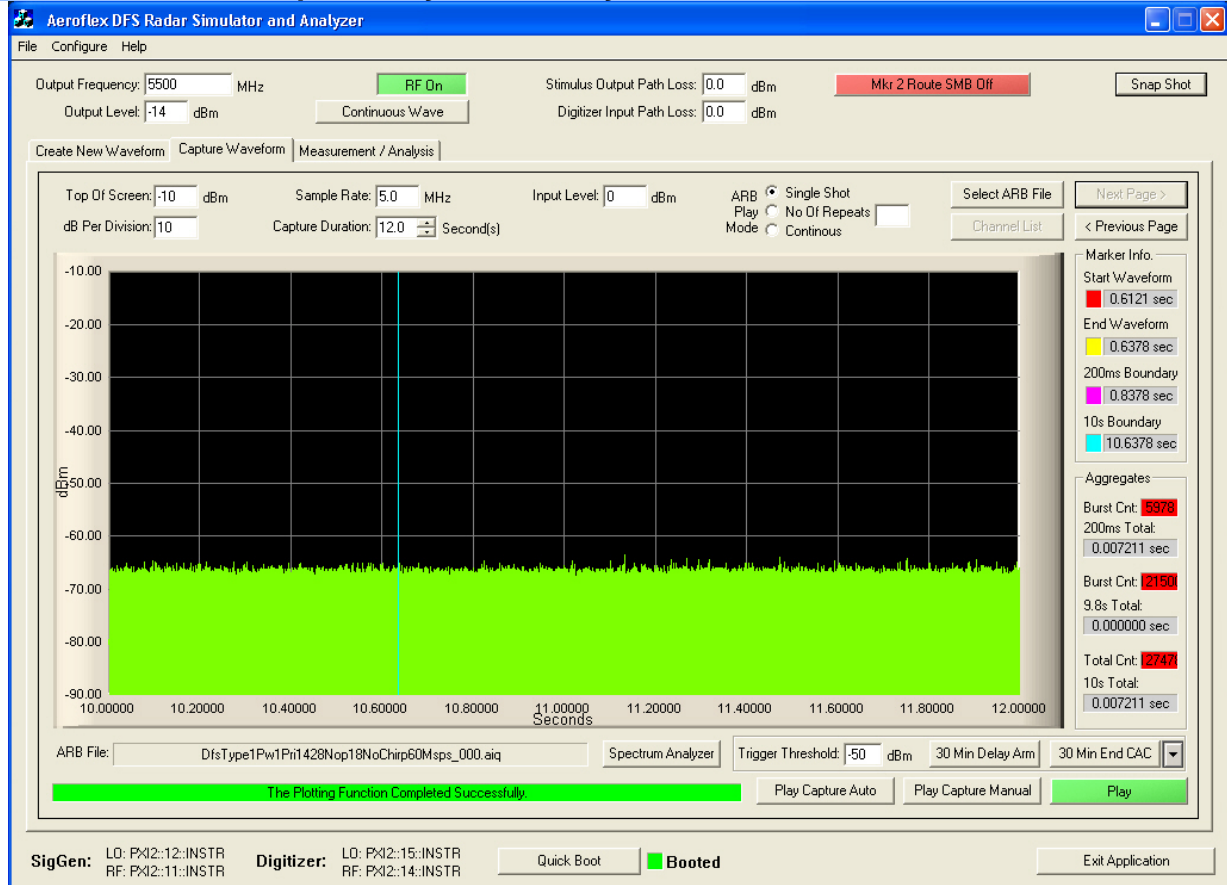 Aeroflex DFS Radar Simulator and Analyzer
File Configure Help
Output Frequency: 5500 MHz RF On Stimulus Output Path Loss: 0.0 dBm Mkr 2 Route SMB Off Snap Shot
Output Level: -14 dBm Continuous Wave Digitizer Input Path Loss: 0.0 dBm
Create New Waveform Capture Waveform Measurement / Analysis
Top Of Screen: -10 dBm Sample Rate: 5.0 MHz Input Level: 0 dBm ARB Play Mode Single Shot Select ARB File Next Page >
No Of Repeats
dB Per Division: 10 Capture Duration: 12.0 Second(s) Continous Channel List < Previous Page
Marker Info.
Start Waveform
0.6121 sec
End Waveform
0.6378 sec
200ms Boundary
0.8378 sec
10s Boundary
10.6378 sec
Aggregates
Burst Cnt: 5978
200ms Total:
0.007211 sec
Burst Cnt: 2150
9.8s Total:
0.000000 sec
Total Cnt: 2747
10s Total:
0.007211 sec
-10.00
-20.00
-30.00
-40.00
-50.00
-60.00
-70.00
-80.00
-90.00
dBm
10.00000 10.20000 10.40000 10.60000 10.80000 11.00000 11.20000 11.40000 11.60000 11.80000 12.00000
Seconds
ARB File: DfsType1Pw1Pri1428Nop18NoChirp60Msps_000.aiq Spectrum Analyzer Trigger Threshold: -50 dBm 30 Min Delay Arm 30 Min End CAC
The Plotting Function Completed Successfully. Play Capture Auto Play Capture Manual Play
SigGen: LO: PXI2::12::INSTR Digitizer: LO: PXI2::15::INSTR Quick Boot Booted Exit Application
RF: PXI2::11::INSTR RF: PXI2::14::INSTR